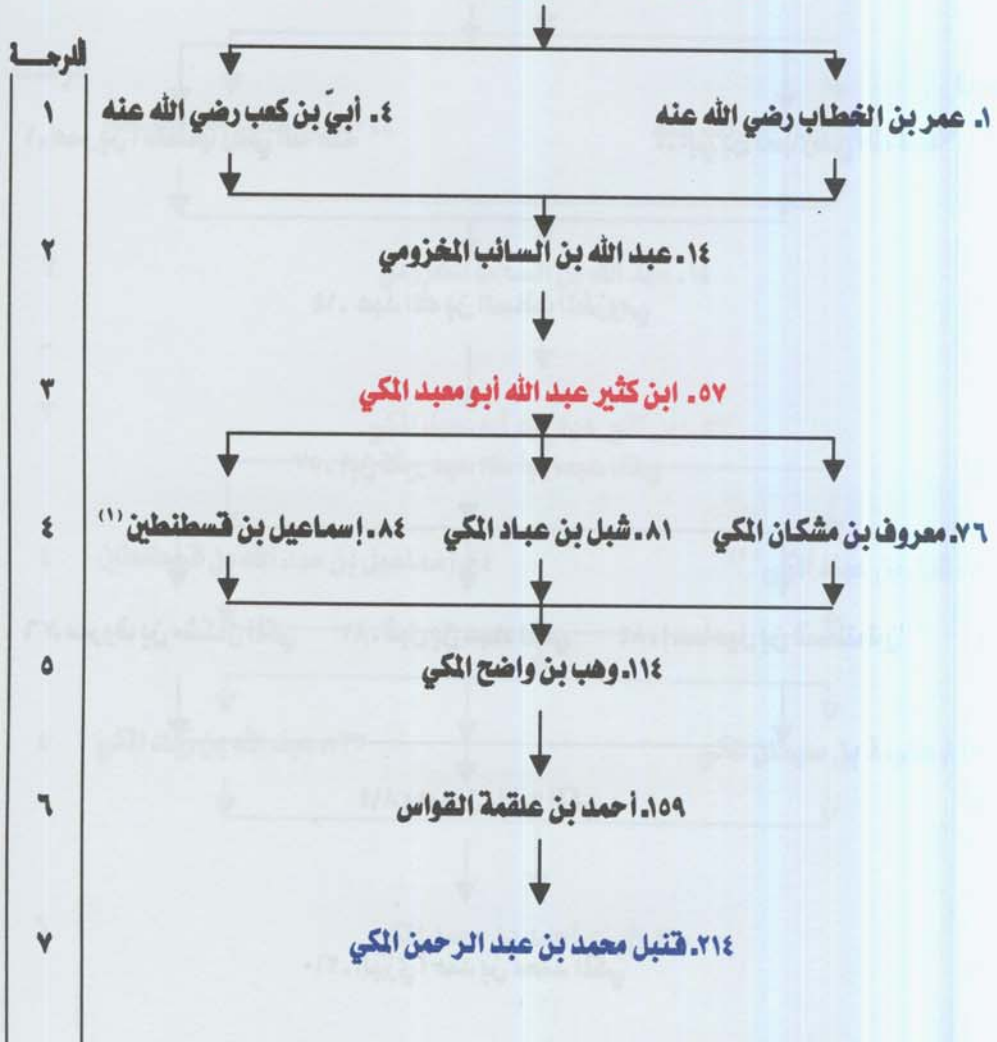 الدرجــــة
١. عمر بن الخطاب رضي الله عنه ٤. أبيّ بن كعب رضي الله عنه ١
١٤. عبد الله بن السائب المخزومي ٢
٥٧. ابن كثير عبد الله أبو معبد المكي ٣
٧٦. معروف بن مشكان المكي ٨١. شبل بن عباد المكي ٨٤. إسماعيل بن قسطنطين (١) ٤
١١٤. وهب بن واضح المكي ٥
١٥٩. أحمد بن علقمة القواس ٦
٢١٤. قنبل محمد بن عبد الرحمن المكي ٧